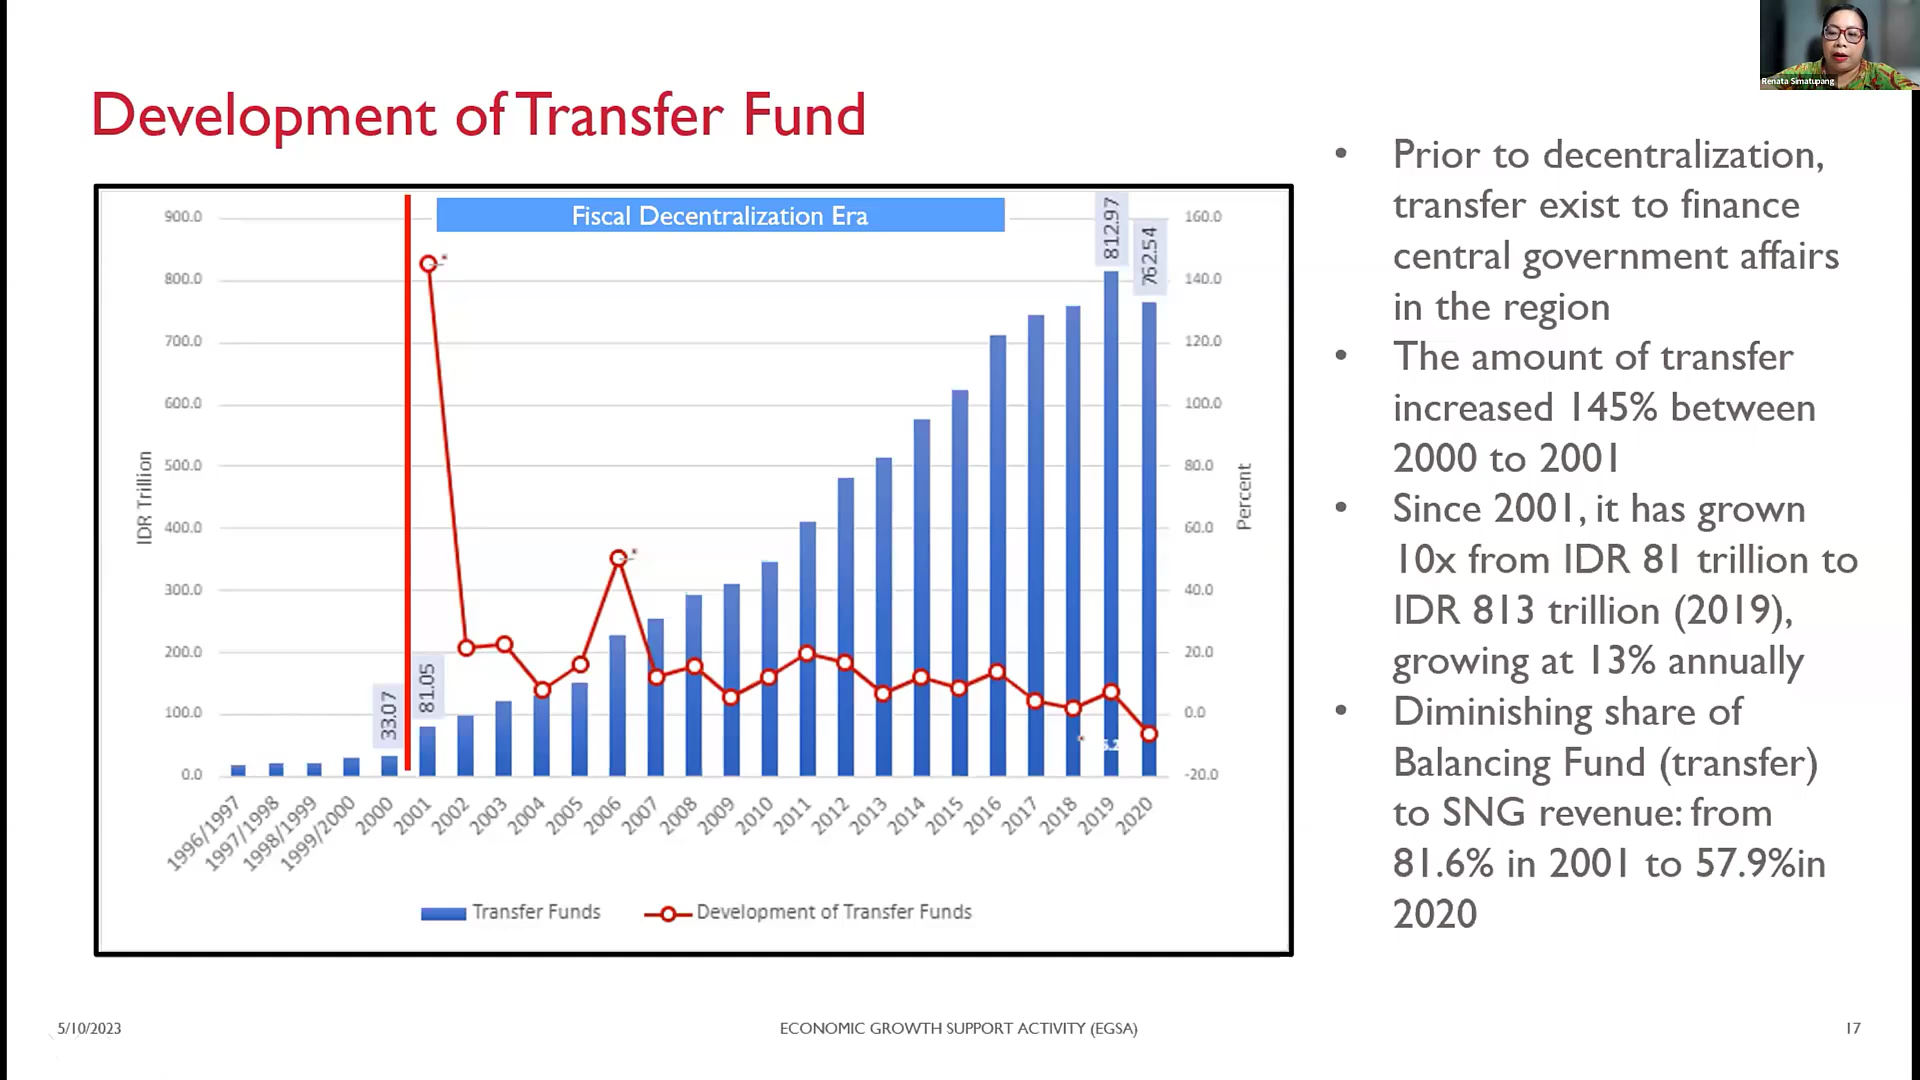 Renata Simatupang
Development of Transfer Fund
Fiscal Decentralization Era
900.0
800.0
700.0
600.0
500.0
400.0
300.0
200.0
100.0
0.0
IDR Trillion
160.0
140.0
120.0
100.0
80.0
60.0
40.0
20.0
0.0
-20.0
Percent
33.07
81.05
812.97
762.54
1996/1997
1997/1998
1998/1999
1999/2000
2000
2001
2002
2003
2004
2005
2006
2007
2008
2009
2010
2011
2012
2013
2014
2015
2016
2017
2018
2019
2020
Transfer Funds
Development of Transfer Funds
• Prior to decentralization,
transfer exist to finance
central government affairs
in the region
• The amount of transfer
increased 145% between
2000 to 2001
• Since 2001, it has grown
10x from IDR 81 trillion to
IDR 813 trillion (2019),
growing at 13% annually
• Diminishing share of
Balancing Fund (transfer)
to SNG revenue: from
81.6% in 2001 to 57.9%in
2020
5/10/2023
ECONOMIC GROWTH SUPPORT ACTIVITY (EGSA)
17